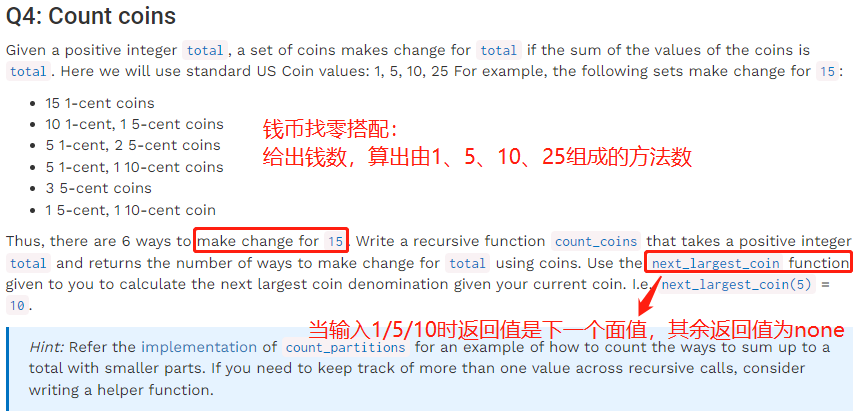 Q4: Count coins
Given a positive integer total, a set of coins makes change for total if the sum of the values of the coins is
total. Here we will use standard US Coin values: 1, 5, 10, 25 For example, the following sets make change for 15:
15 1-cent coins
10 1-cent, 1 5-cent coins
5 1-cent, 2 5-cent coins
5 1-cent, 1 10-cent coins
3 5-cent coins
1 5-cent, 1 10-cent coin
钱币找零搭配:
给出钱数，算出由1、5、10、25组成的方法数
Thus, there are 6 ways to make change for 15. Write a recursive function count_coins that takes a positive integer
total and returns the number of ways to make change for total using coins. Use the next_largest_coin function
given to you to calculate the next largest coin denomination given your current coin. I.e. next_largest_coin(5) =
10.
当输入1/5/10时返回值是下一个面值，其余返回值为none
Hint: Refer the implementation of count_partitions for an example of how to count the ways to sum up to a
total with smaller parts. If you need to keep track of more than one value across recursive calls, consider
writing a helper function.